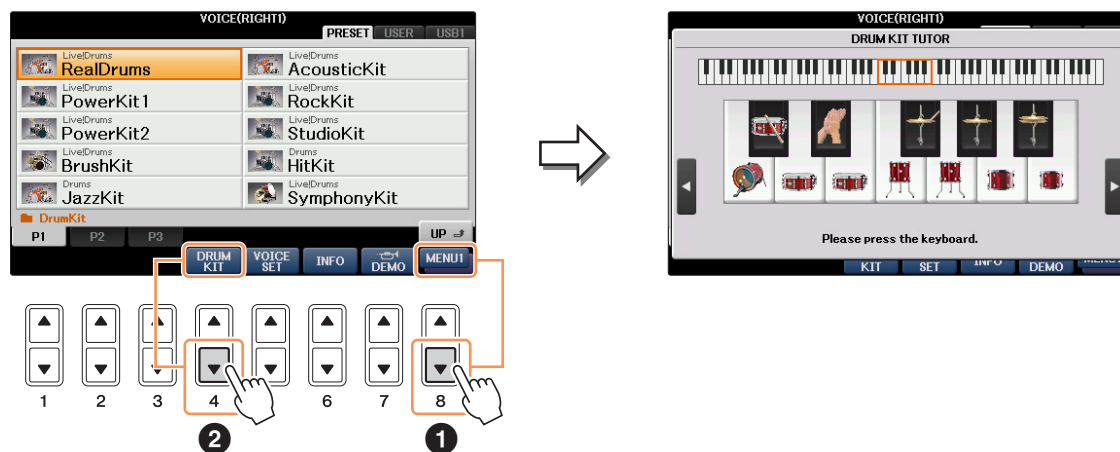 VOICE(RIGHT1)
PRESET USER USB1
Live!Drums
RealDrums
Live!Drums
AcousticKit
Live!Drums
PowerKit1
Live!Drums
RockKit
Live!Drums
PowerKit2
Live!Drums
StudioKit
Live!Drums
BrushKit
Drums
HitKit
Drums
JazzKit
Live!Drums
SymphonyKit
DrumKit
P1 P2 P3 UP
DRUM KIT VOICE SET INFO DEMO MENU1
1 2 3 4 6 7 8
2 1
VOICE(RIGHT1)
DRUM KIT TUTOR
Please press the keyboard.
KIT SET INFO DEMO